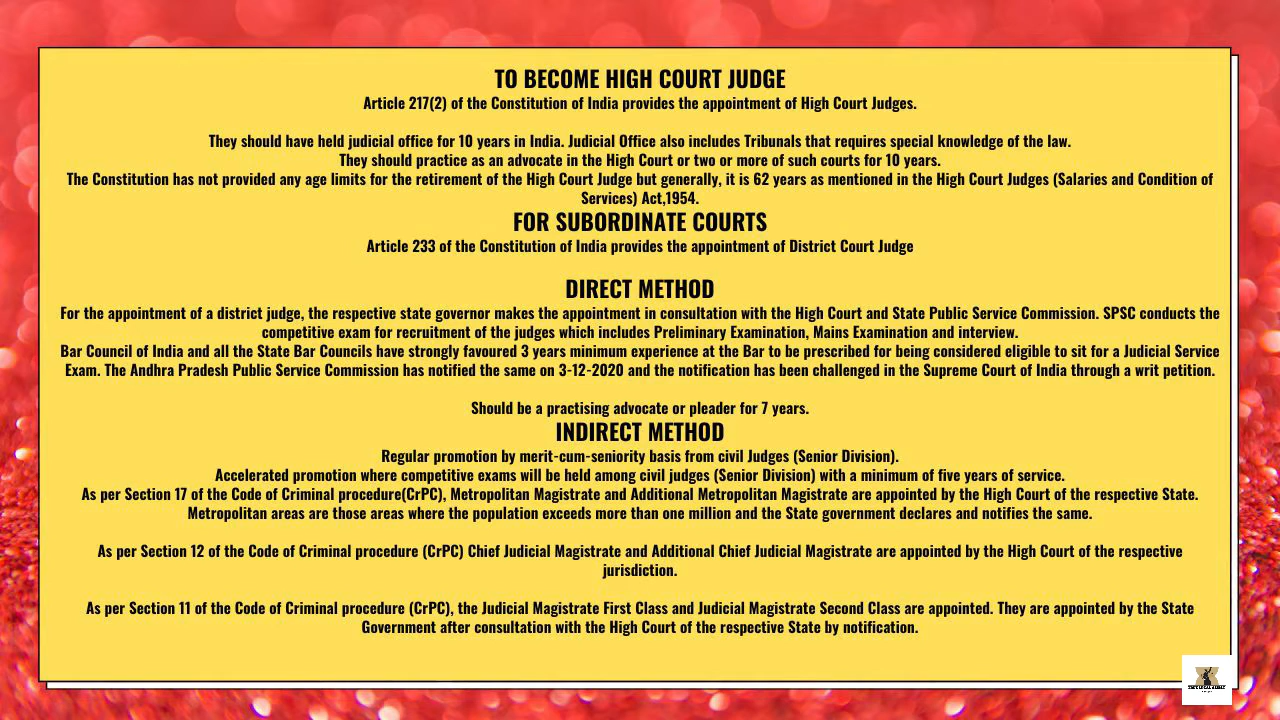 TO BECOME HIGH COURT JUDGE
Article 217(2) of the Constitution of India provides the appointment of High Court Judges.
They should have held judicial office for 10 years in India. Judicial Office also includes Tribunals that requires special knowledge of the law.
They should practice as an advocate in the High Court or two or more of such courts for 10 years.
The Constitution has not provided any age limits for the retirement of the High Court Judge but generally, it is 62 years as mentioned in the High Court Judges (Salaries and Condition of
Services) Act,1954.
FOR SUBORDINATE COURTS
Article 233 of the Constitution of India provides the appointment of District Court Judge
DIRECT METHOD
For the appointment of a district judge, the respective state governor makes the appointment in consultation with the High Court and State Public Service Commission. SPSC conducts the
competitive exam for recruitment of the judges which includes Preliminary Examination, Mains Examination and interview.
Bar Council of India and all the State Bar Councils have strongly favoured 3 years minimum experience at the Bar to be prescribed for being considered eligible to sit for a Judicial Service
Exam. The Andhra Pradesh Public Service Commission has notified the same on 3-12-2020 and the notification has been challenged in the Supreme Court of India through a writ petition.
Should be a practising advocate or pleader for 7 years.
INDIRECT METHOD
Regular promotion by merit-cum-seniority basis from civil Judges (Senior Division).
Accelerated promotion where competitive exams will be held among civil judges (Senior Division) with a minimum of five years of service.
As per Section 17 of the Code of Criminal procedure(CrPC), Metropolitan Magistrate and Additional Metropolitan Magistrate are appointed by the High Court of the respective State.
Metropolitan areas are those areas where the population exceeds more than one million and the State government declares and notifies the same.
As per Section 12 of the Code of Criminal procedure (CrPC) Chief Judicial Magistrate and Additional Chief Judicial Magistrate are appointed by the High Court of the respective
jurisdiction.
As per Section 11 of the Code of Criminal procedure (CrPC), the Judicial Magistrate First Class and Judicial Magistrate Second Class are appointed. They are appointed by the State
Government after consultation with the High Court of the respective State by notification.